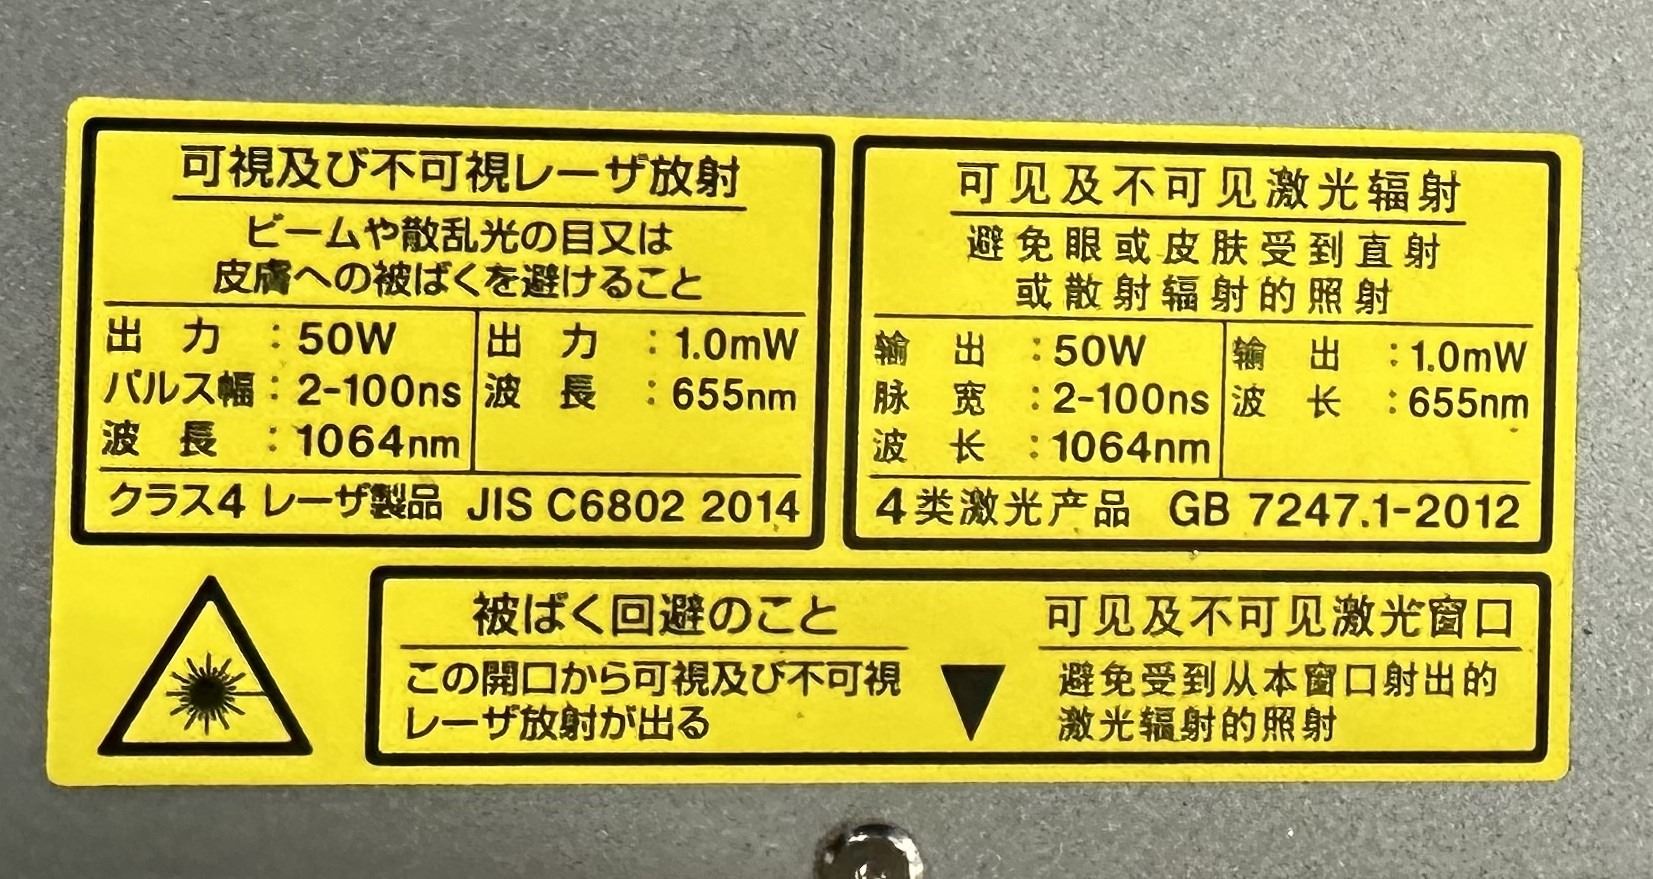 可視及び不可視レーザ放射
ビームや散乱光の目又は
皮膚への被ばくを避けること
出力：50W
パルス幅：2-100ns
波長：1064nm
出力：1.0mW
波長：655nm
クラス4 レーザ製品 JIS C6802 2014
可见及不可见激光辐射
避免眼或皮肤受到直射
或散射辐射的照射
输出：50W
脉宽：2-100ns
波长：1064nm
输出：1.0mW
波长：655nm
4类激光产品 GB 7247.1-2012
被ばく回避のこと
この開口から可視及び不可視
レーザ放射が出る
可见及不可见激光窗口
避免受到从本窗口射出的
激光辐射的照射